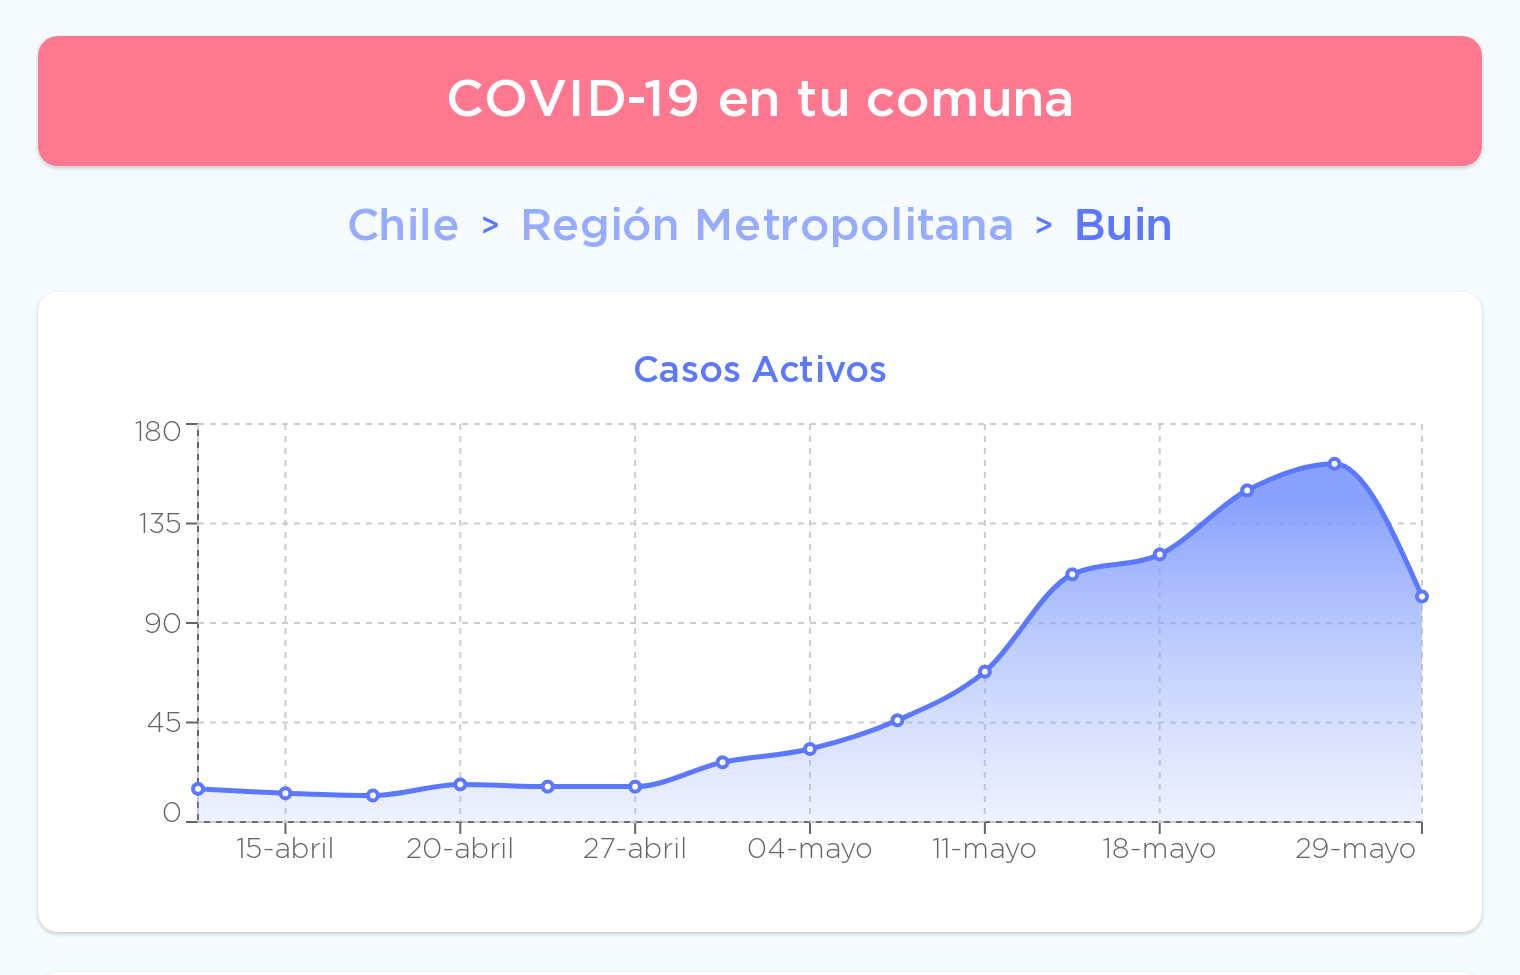 COVID-19 en tu comuna
Chile > Región Metropolitana > Buin
Casos Activos
180
135
90
45
0
15-abril 20-abril 27-abril 04-mayo 11-mayo 18-mayo 29-mayo